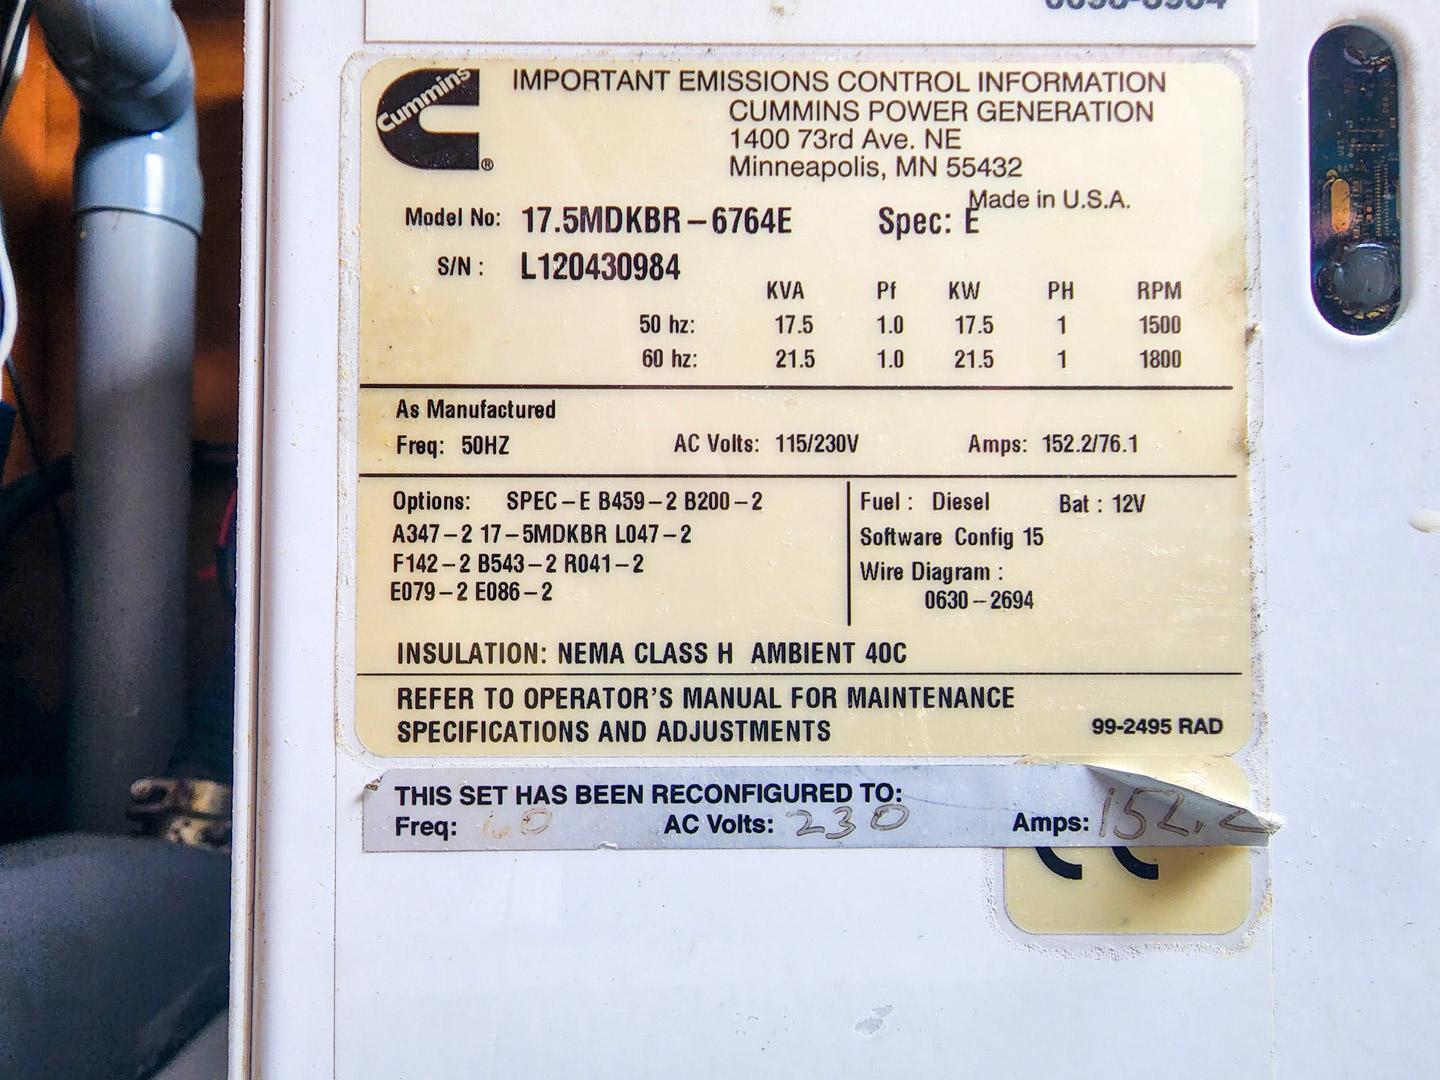 Cummins
®
IMPORTANT EMISSIONS CONTROL INFORMATION
CUMMINS POWER GENERATION
1400 73rd Ave. NE
Minneapolis, MN 55432
Made in U.S.A.
Model No: 17.5MDKBR-6764E Spec: E
S/N: L120430984
KVA Pf KW PH RPM
50 hz: 17.5 1.0 17.5 1 1500
60 hz: 21.5 1.0 21.5 1 1800
As Manufactured
Freq: 50HZ AC Volts: 115/230V Amps: 152.2/76.1
Options: SPEC-E B459-2 B200-2
A347-2 17-5MDKBR L047-2
F142-2 B543-2 R041-2
E079-2 E086-2
Fuel: Diesel Bat: 12V
Software Config 15
Wire Diagram:
0630-2694
INSULATION: NEMA CLASS H AMBIENT 40C
REFER TO OPERATOR'S MANUAL FOR MAINTENANCE
SPECIFICATIONS AND ADJUSTMENTS
99-2495 RAD
THIS SET HAS BEEN RECONFIGURED TO:
Freq: 60 AC Volts: 230 Amps: 152.2
CE